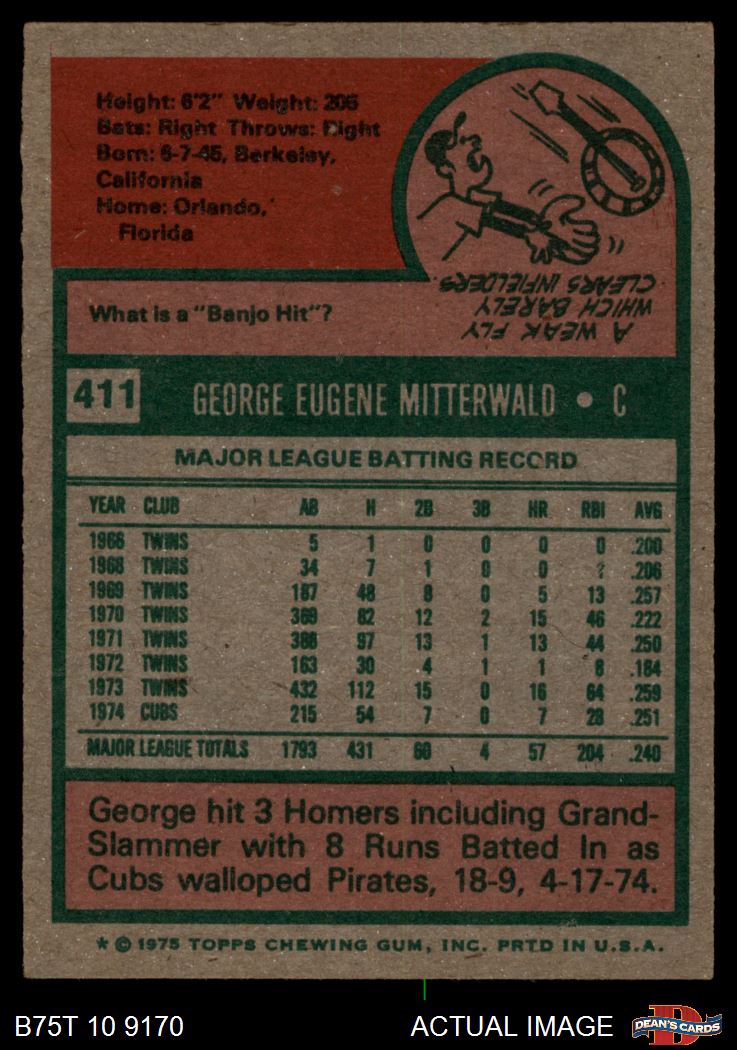 Height: 6'2" Weight: 205
Bats: Right Throws: Right
Born: 6-7-45, Berkeley,
California
Home: Orlando,
Florida
What is a "Banjo Hit"?
A WEAK FLY
WHICH BARELY
CLEARS INFIELDERS.
411 GEORGE EUGENE MITTERWALD • C
MAJOR LEAGUE BATTING RECORD
YEAR CLUB AB H 2B 3B HR RBI AVG
1966 TWINS 5 1 0 0 0 0 .200
1968 TWINS 34 7 1 0 0 .206
1969 TWINS 187 48 8 0 5 13 .257
1970 TWINS 369 82 12 2 15 46 .222
1971 TWINS 388 97 13 1 13 44 .250
1972 TWINS 163 30 4 1 1 8 .184
1973 TWINS 432 112 15 0 16 64 .259
1974 CUBS 215 54 7 0 7 28 .251
MAJOR LEAGUE TOTALS 1793 431 60 4 57 204 .240
George hit 3 Homers including Grand-
Slammer with 8 Runs Batted In as
Cubs walloped Pirates, 18-9, 4-17-74.
* © 1975 TOPPS CHEWING GUM, INC. PRTD IN U.S.A.
B75T 10 9170 ACTUAL IMAGE DEAN'S CARDS